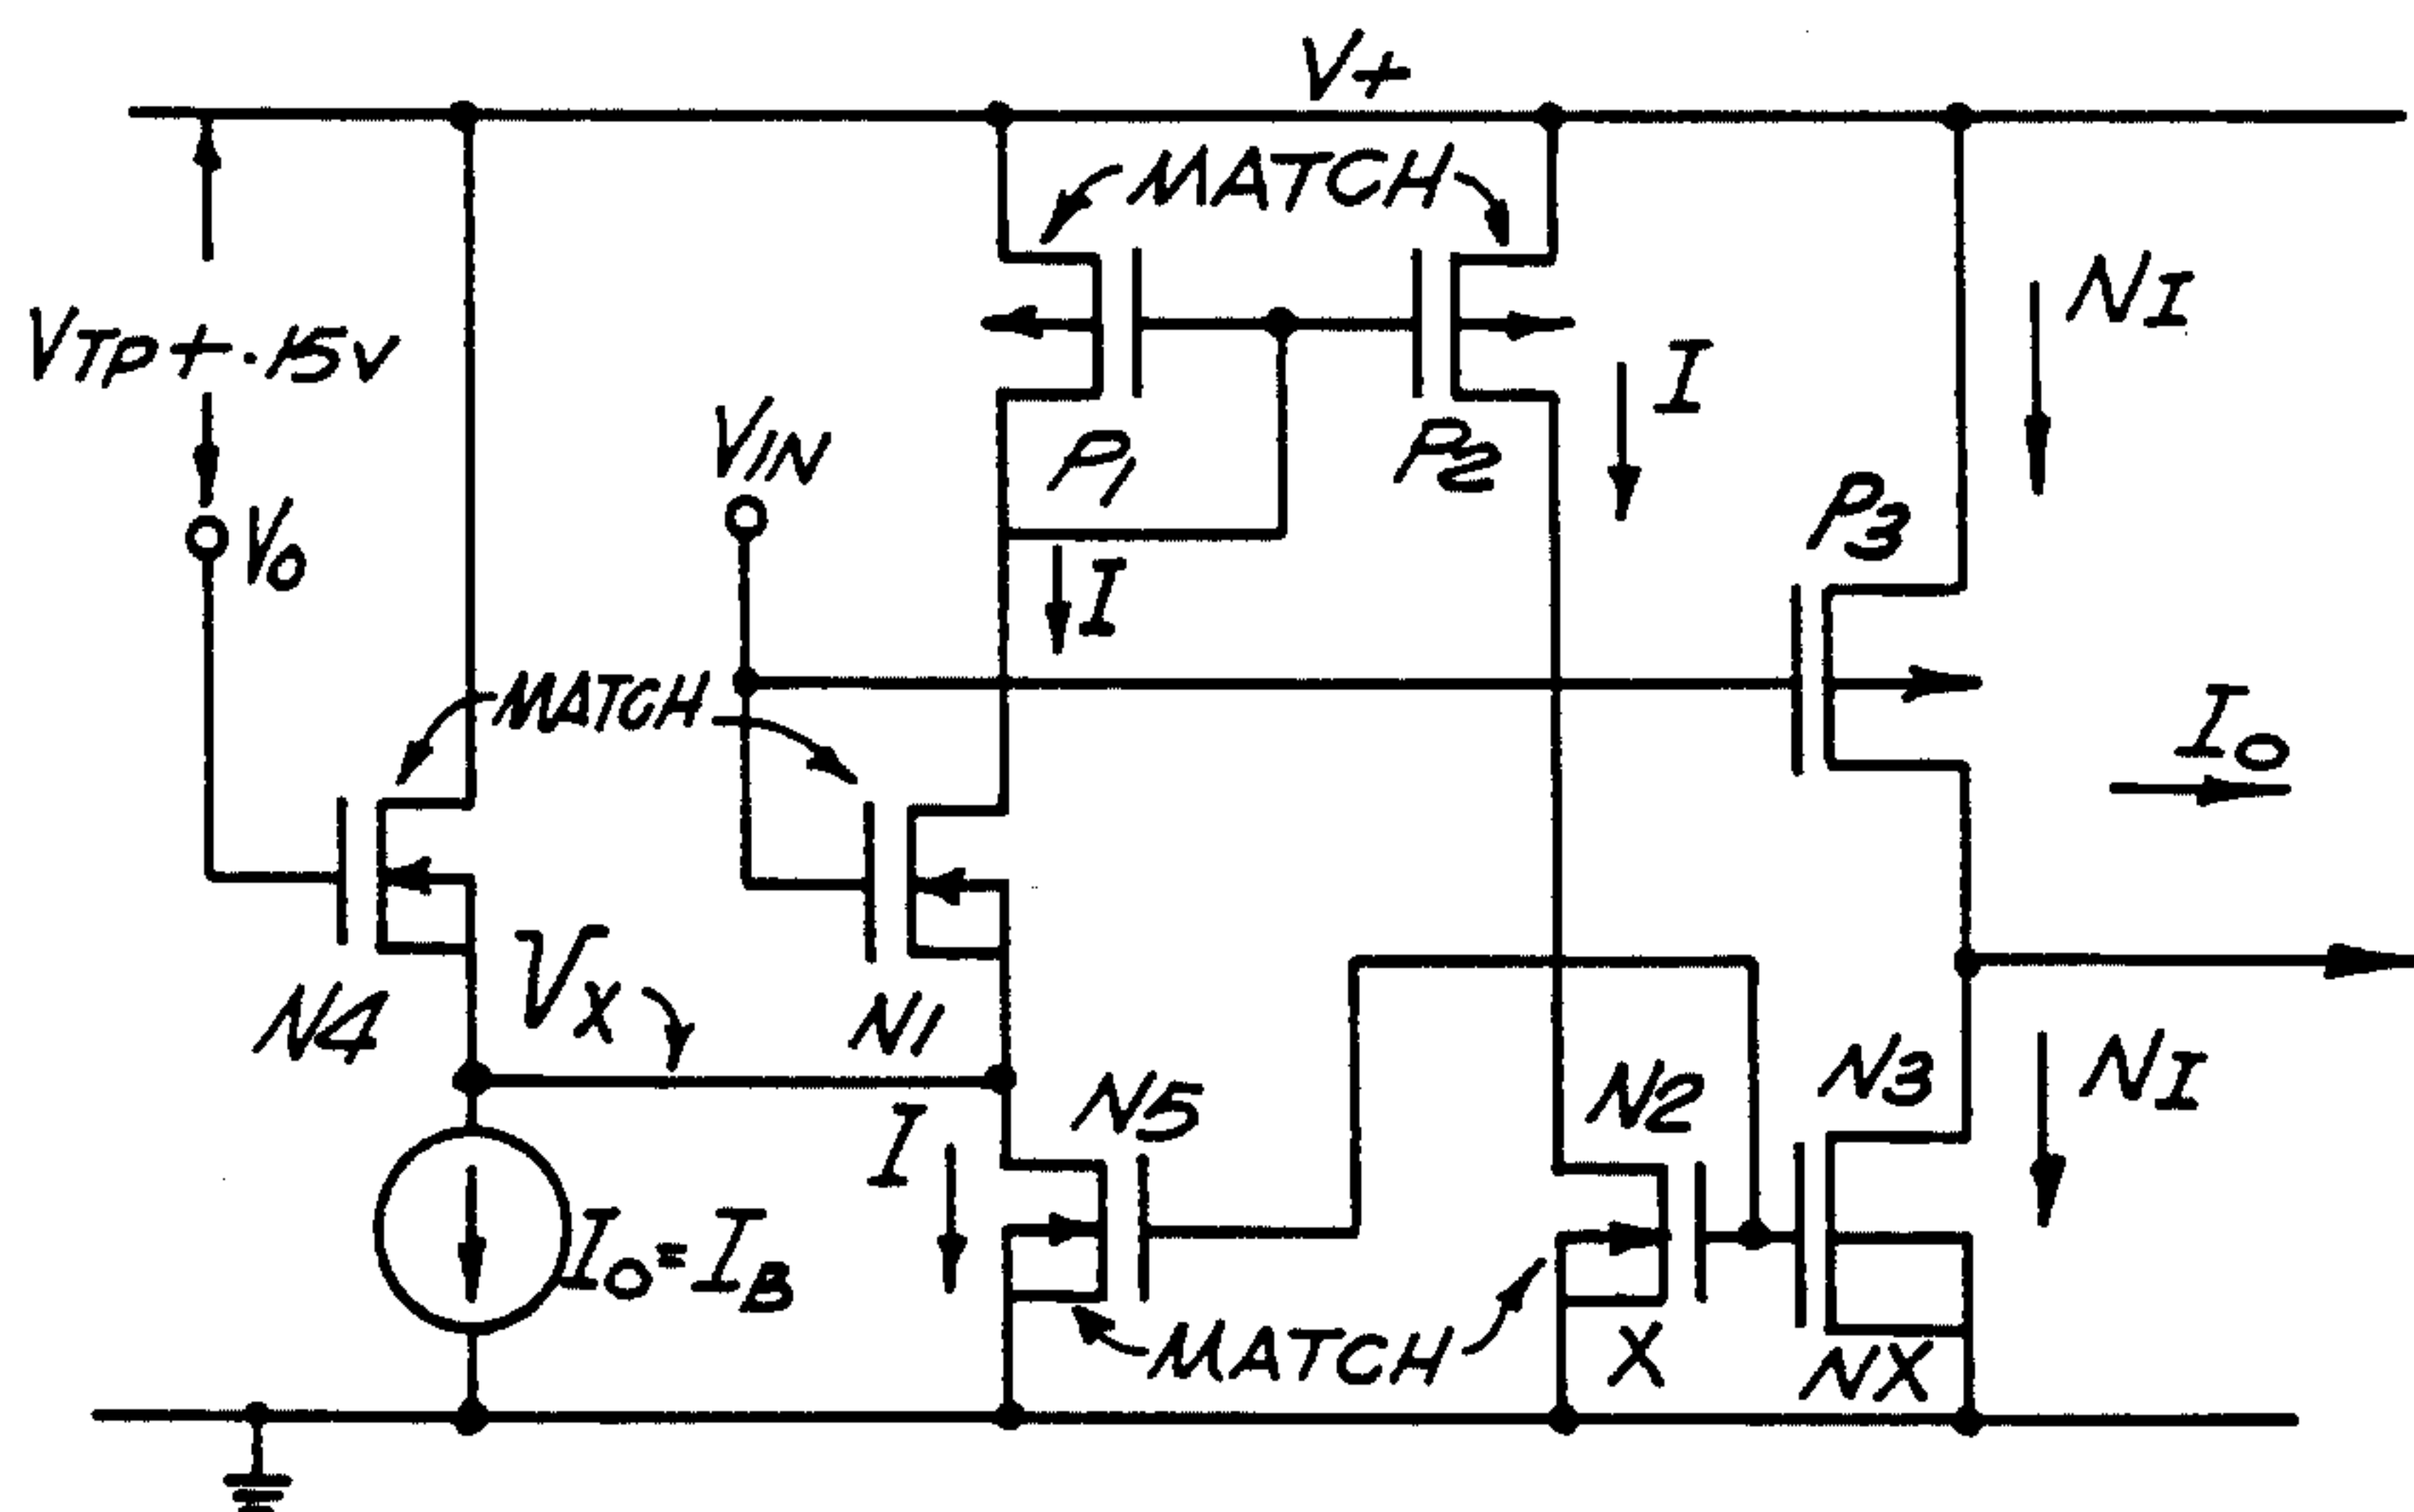 V+
MATCH
VTP+.15V
NI
I
P1
P2
VIN
P3
V0
I
MATCH
IO
VX
N4
N1
N5
N2
N3
NI
I
IO=IB
MATCH
X
NX